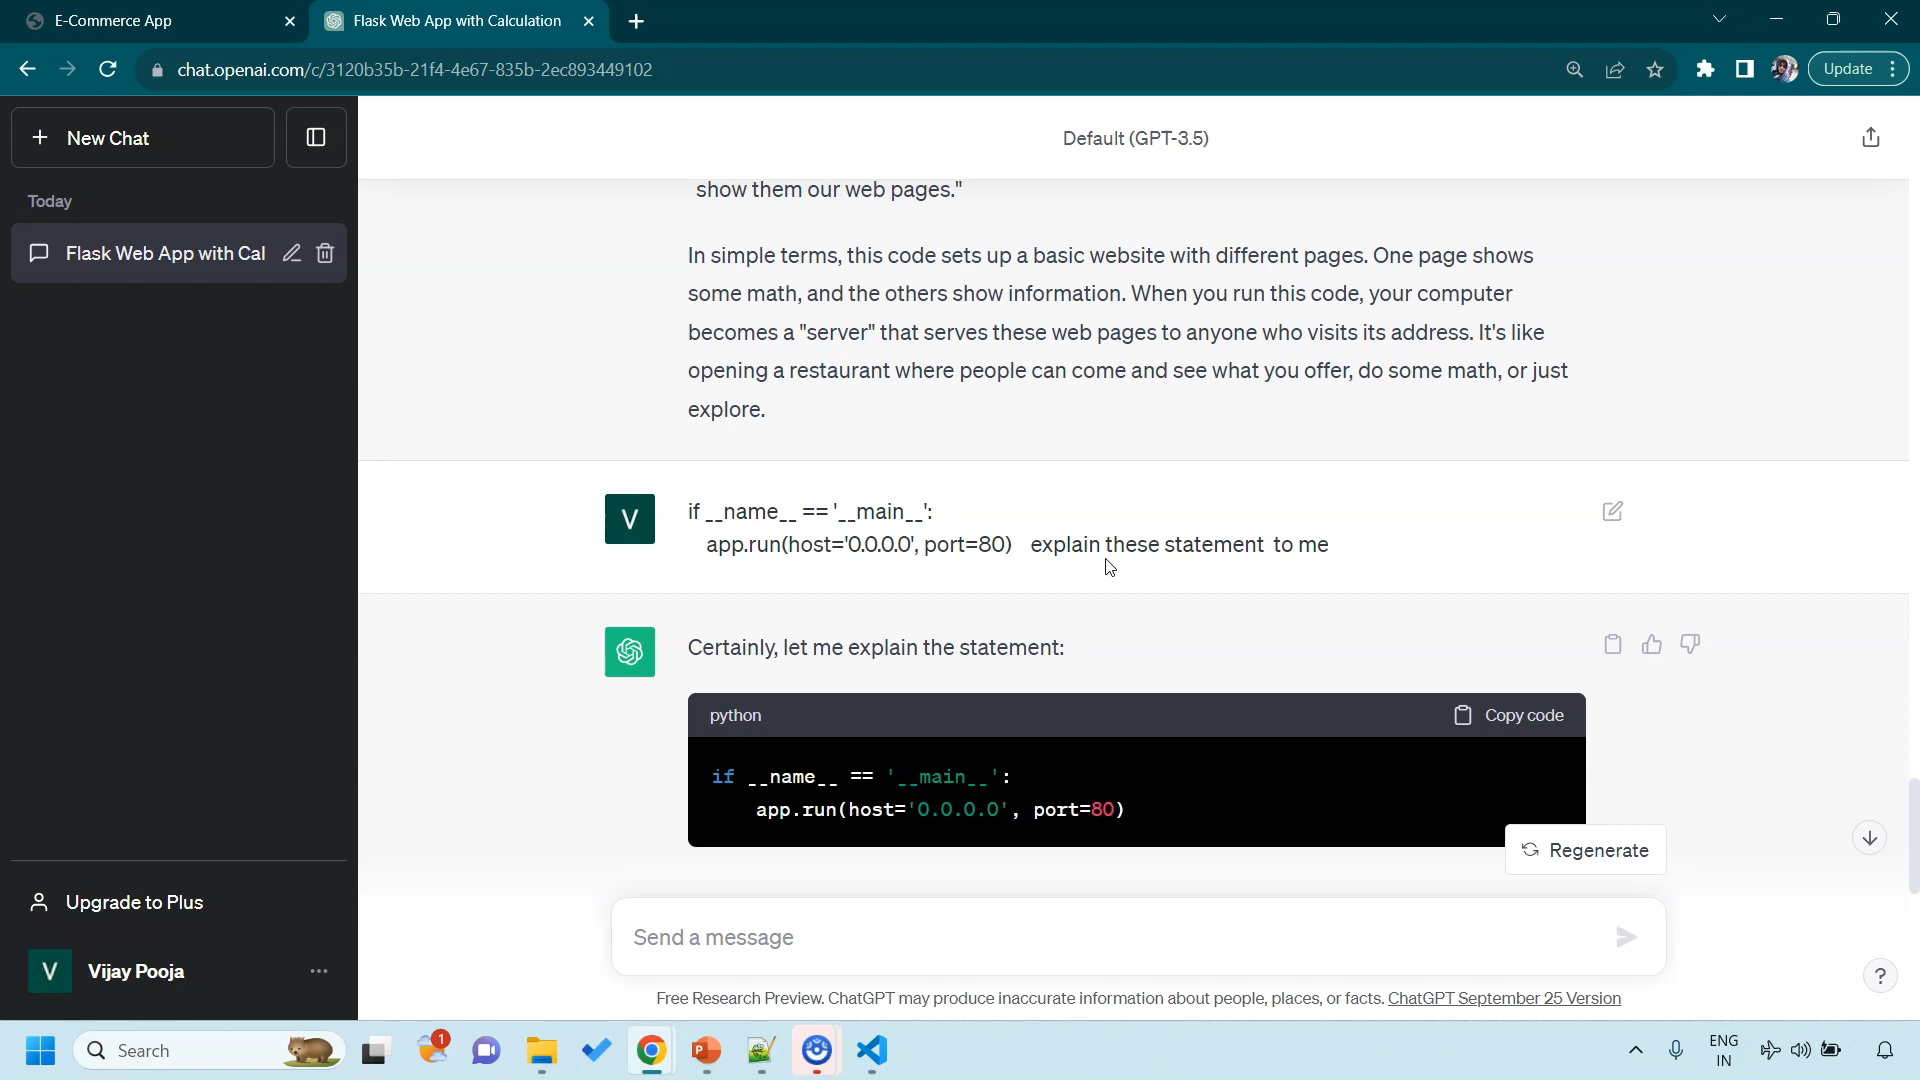 E-Commerce App
Flask Web App with Calculation
chat.openai.com/c/3120b35b-21f4-4e67-835b-2ec893449102
Update
New Chat
Default (GPT-3.5)
Today
Flask Web App with Cal
show them our web pages."
In simple terms, this code sets up a basic website with different pages. One page shows
some math, and the others show information. When you run this code, your computer
becomes a "server" that serves these web pages to anyone who visits its address. It's like
opening a restaurant where people can come and see what you offer, do some math, or just
explore.
V
if __name__ == '__main__':
app.run(host='0.0.0.0', port=80) explain these statement to me
Certainly, let me explain the statement:
python
Copy code
if __name__ == '__main__':
app.run(host='0.0.0.0', port=80)
Regenerate
Upgrade to Plus
V
Vijay Pooja
Send a message
?
Free Research Preview. ChatGPT may produce inaccurate information about people, places, or facts. ChatGPT September 25 Version
Search
1
ENG
IN